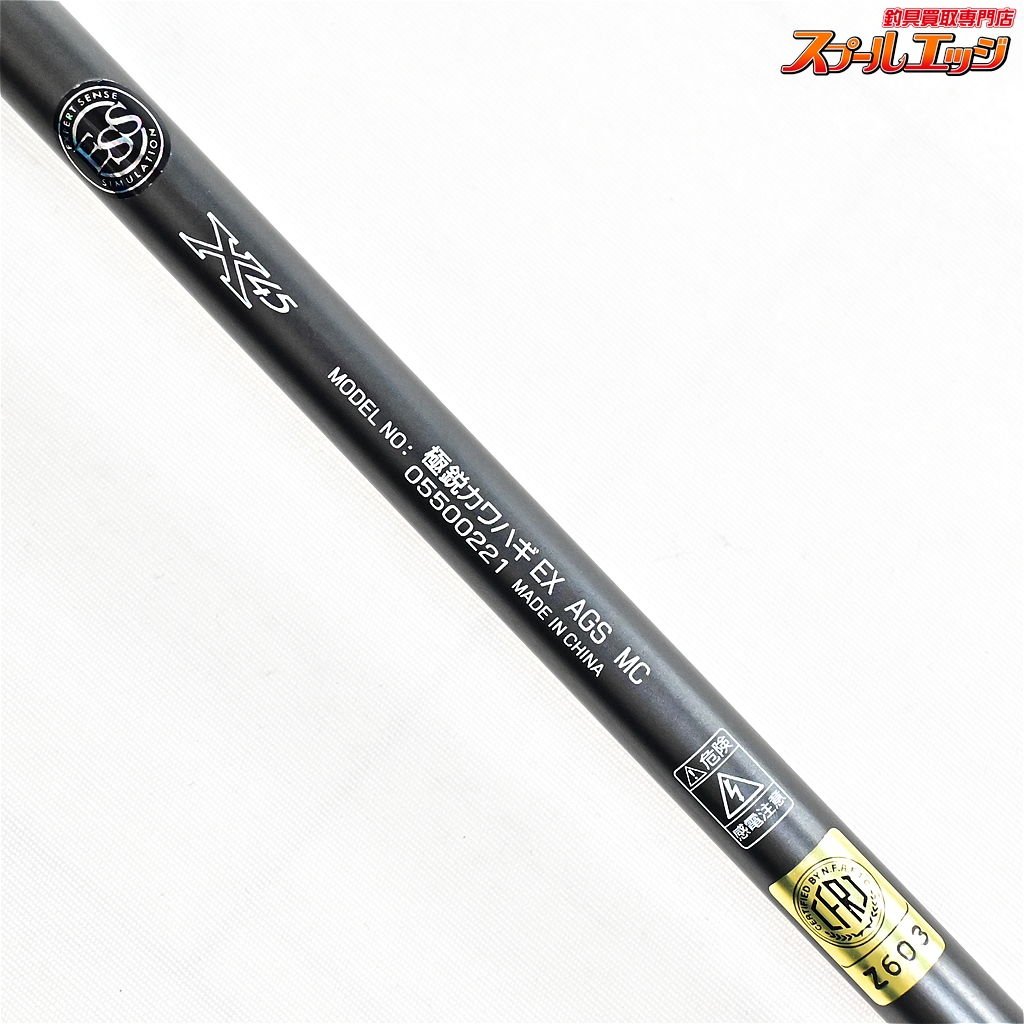 釣具買取専門店
スプールエッジ
EXPERT SENSE
ESS
SIMULATION
X45
極鋭カワハギ EX AGS MC
MODEL NO: 05500221 MADE IN CHINA
危険
感電注意
CERTIFIED BY N.F.R.
CFRJ
Z603